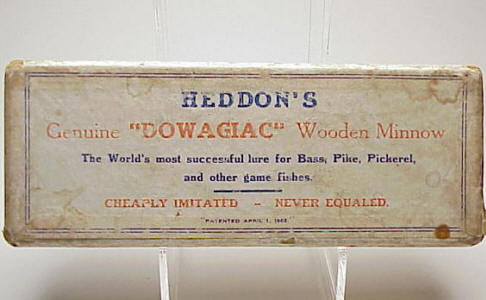 HEDDON'S
Genuine "DOWAGIAC" Wooden Minnow
The World's most successful lure for Bass, Pike, Pickerel,
and other game fishes.
CHEAPLY IMITATED – NEVER EQUALED.
PATENTED APRIL 1, 1902